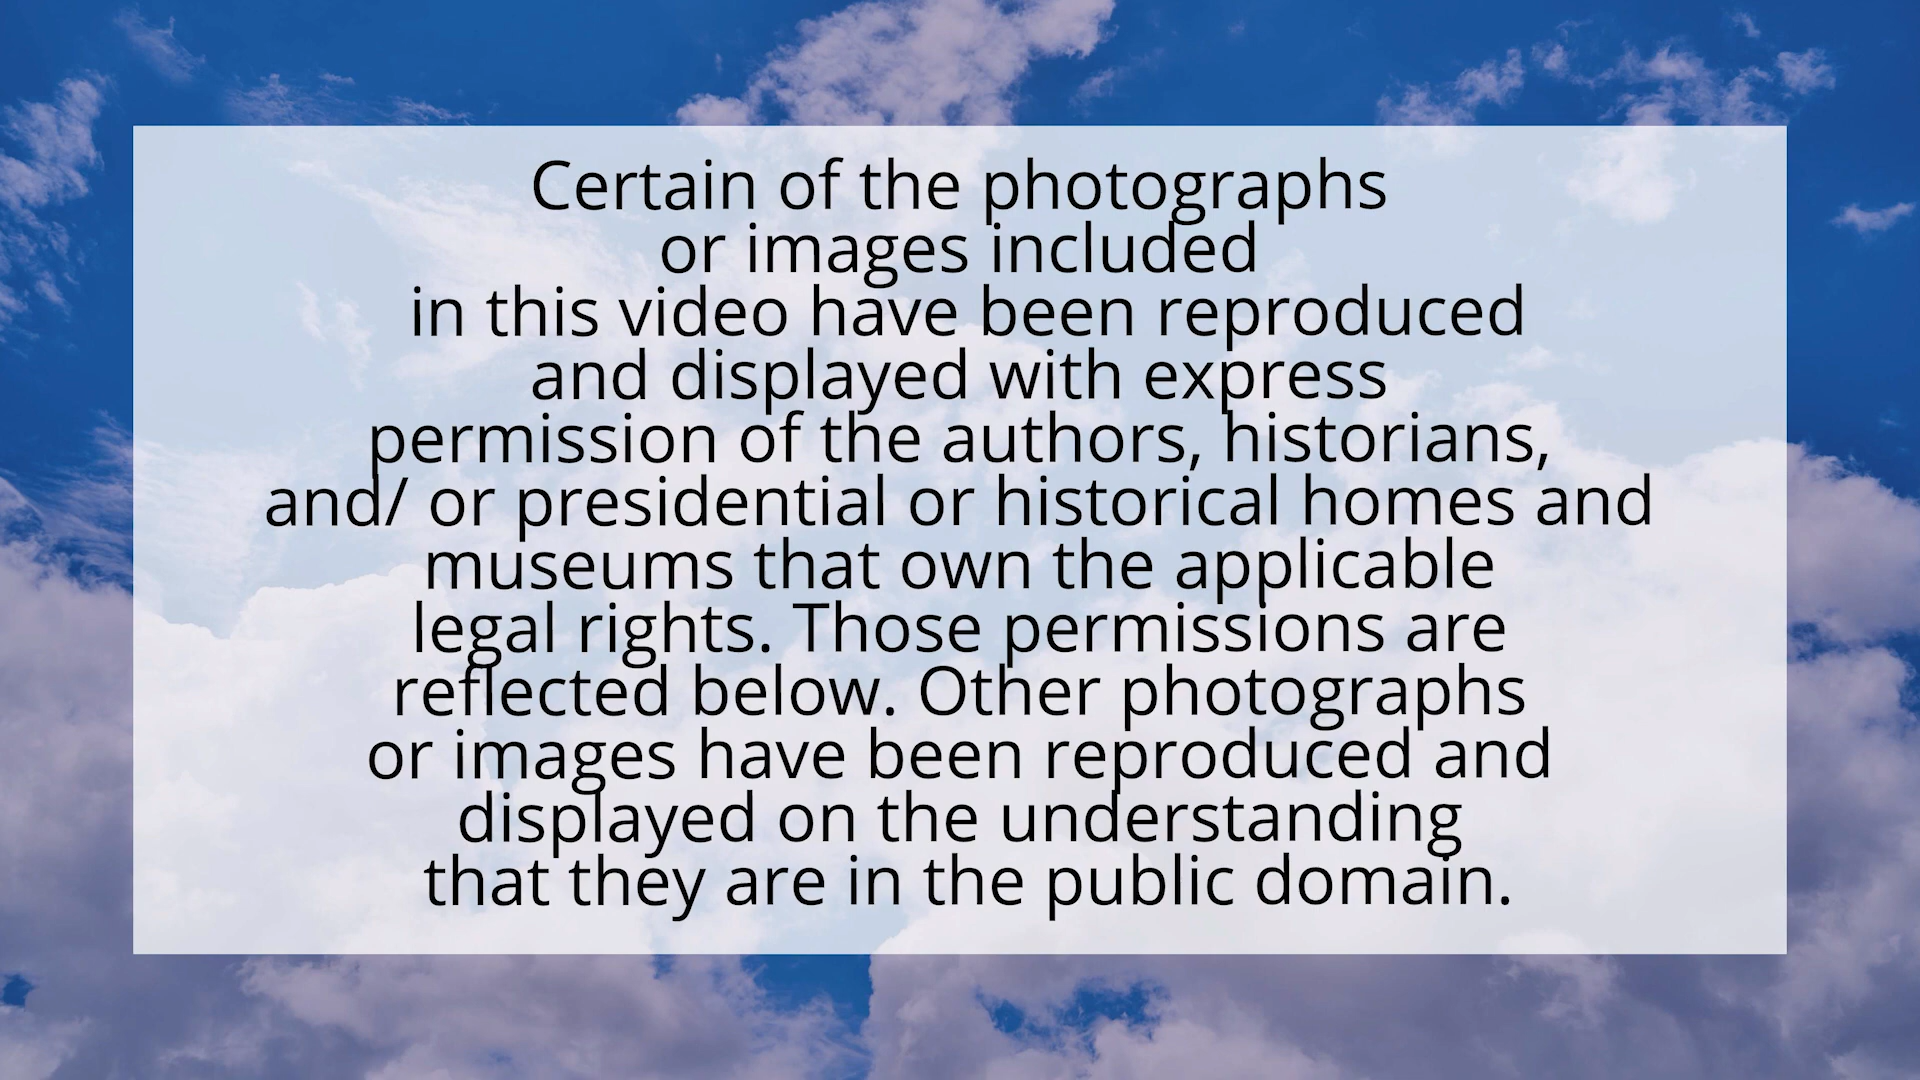 Certain of the photographs
or images included
in this video have been reproduced
and displayed with express
permission of the authors, historians,
and/ or presidential or historical homes and
museums that own the applicable
legal rights. Those permissions are
reflected below. Other photographs
or images have been reproduced and
displayed on the understanding
that they are in the public domain.